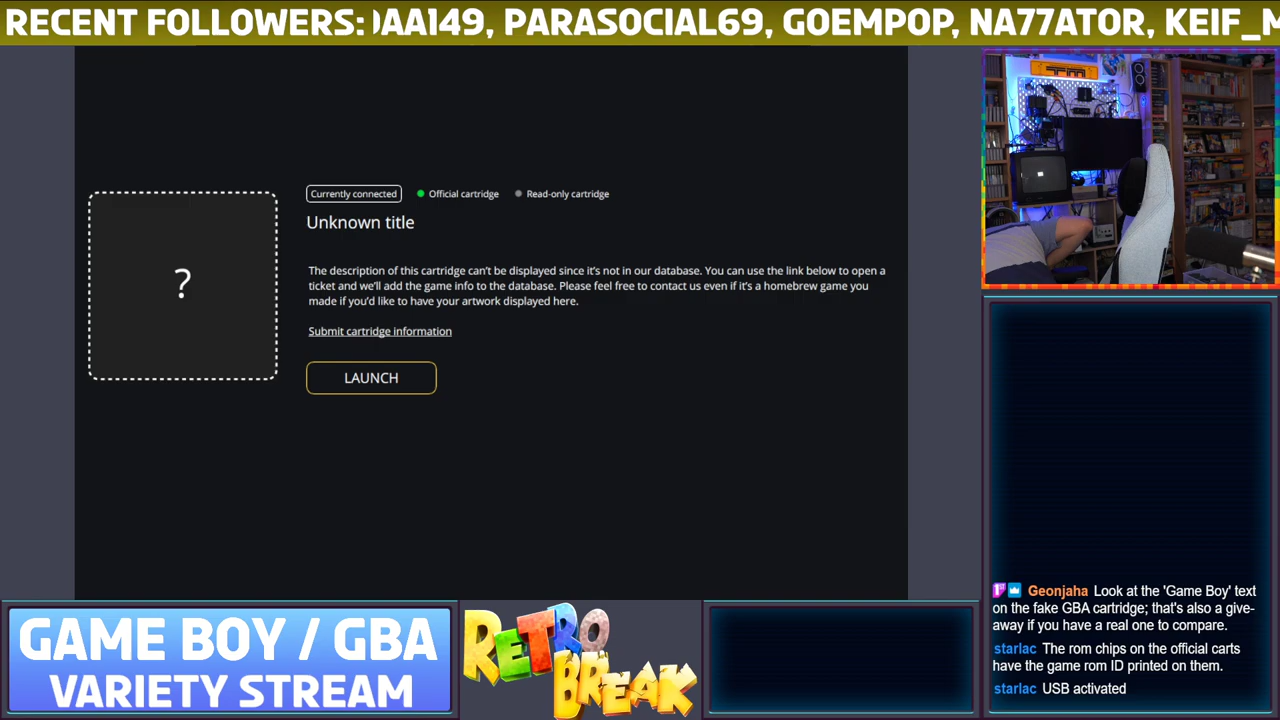 RECENT FOLLOWERS: )AA149, PARASOCIAL69, GOEMPOP, NA77ATOR, KEIF_M
Currently connected Official cartridge Read-only cartridge
Unknown title
?
The description of this cartridge can't be displayed since it's not in our database. You can use the link below to open a
ticket and we'll add the game info to the database. Please feel free to contact us even if it's a homebrew game you
made if you'd like to have your artwork displayed here.
Submit cartridge information
LAUNCH
Geonjaha Look at the 'Game Boy' text
on the fake GBA cartridge; that's also a give-
away if you have a real one to compare.
starlac The rom chips on the official carts
have the game rom ID printed on them.
starlac USB activated
GAME BOY / GBA
VARIETY STREAM
RETRO
BREAK